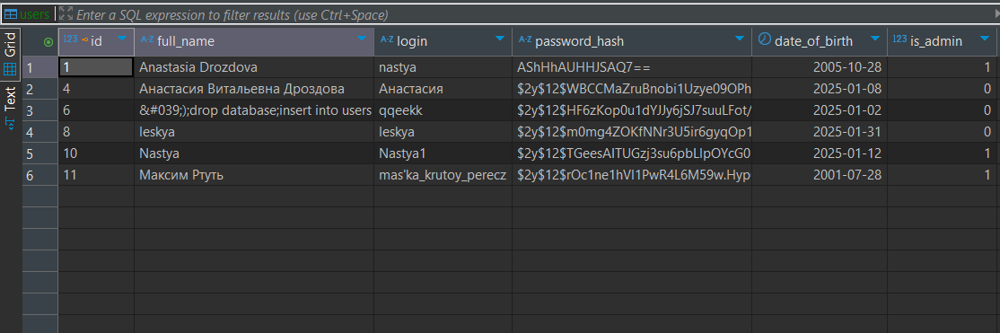 users Enter a SQL expression to filter results (use Ctrl+Space)
Grid
Text
123 id A-Z full_name A-Z login A-Z password_hash date_of_birth 123 is_admin
1 1 Anastasia Drozdova nastya AShHhAUHHJSAQ7== 2005-10-28 1
2 4 Анастасия Витальевна Дроздова Анастасия $2y$12$WBCCMaZruBnobi1Uzye09OPh 2025-01-08 0
3 6 &#039;);drop database;insert into users qqeekk $2y$12$HF6zKop0u1dYJJy6jSJ7suuLFot/ 2025-01-02 0
4 8 leskya leskya $2y$12$m0mg4ZOKfNNr3U5ir6gyqOp1 2025-01-31 0
5 10 Nastya Nastya1 $2y$12$TGeesAITUGzj3su6pbLIpOYcG0 2025-01-12 1
6 11 Максим Ртуть mas'ka_krutoy_perecz $2y$12$rOc1ne1hVI1PwR4L6M59w.Hyp 2001-07-28 1